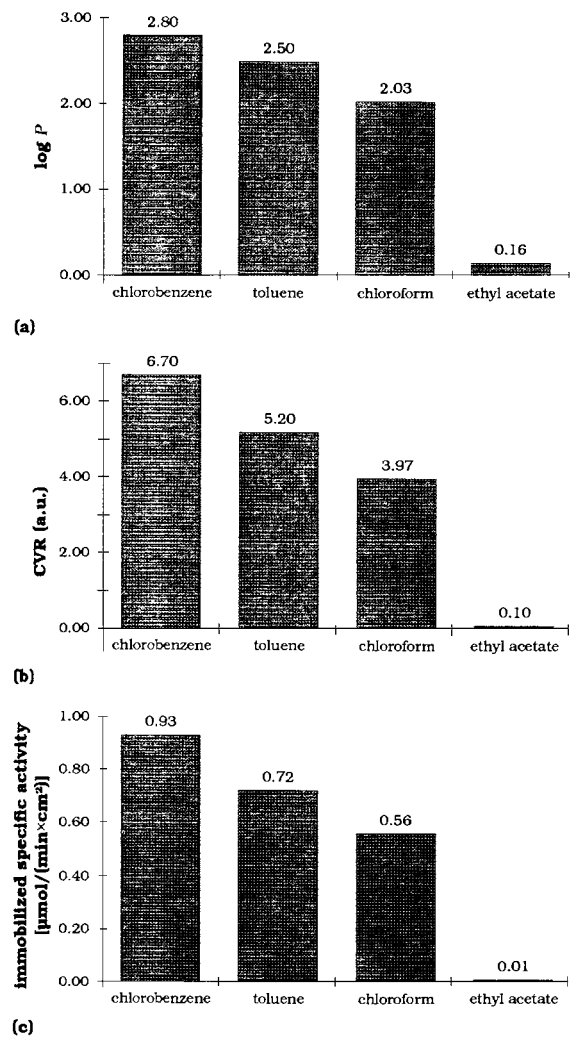 3.00
2.00
1.00
0.00
log P
2.80
2.50
2.03
0.16
chlorobenzene toluene chloroform ethyl acetate
(a)
6.00
4.00
2.00
0.00
CVR (a.u.)
6.70
5.20
3.97
0.10
chlorobenzene toluene chloroform ethyl acetate
(b)
1.00
0.80
0.60
0.40
0.20
0.00
immobilized specific activity
[μmol/(min×cm²)]
0.93
0.72
0.56
0.01
chlorobenzene toluene chloroform ethyl acetate
(c)